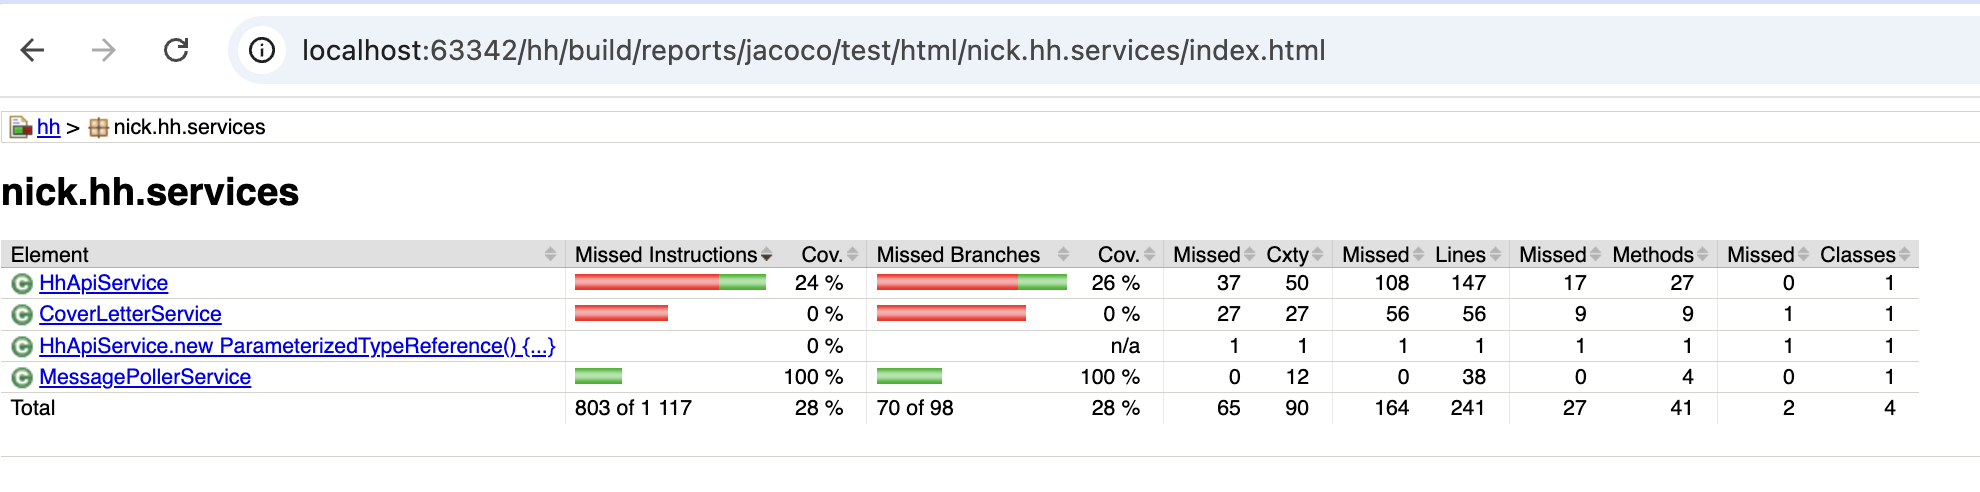 localhost:63342/hh/build/reports/jacoco/test/html/nick.hh.services/index.html
hh > nick.hh.services
nick.hh.services
Element Missed Instructions Cov. Missed Branches Cov. Missed Cxty Missed Lines Missed Methods Missed Classes
HhApiService 24 % 26 % 37 50 108 147 17 27 0 1
CoverLetterService 0 % 0 % 27 27 56 56 9 9 1 1
HhApiService.new ParameterizedTypeReference() {...} 0 % n/a 1 1 1 1 1 1 1 1
MessagePollerService 100 % 100 % 0 12 0 38 0 4 0 1
Total 803 of 1 117 28 % 70 of 98 28 % 65 90 164 241 27 41 2 4